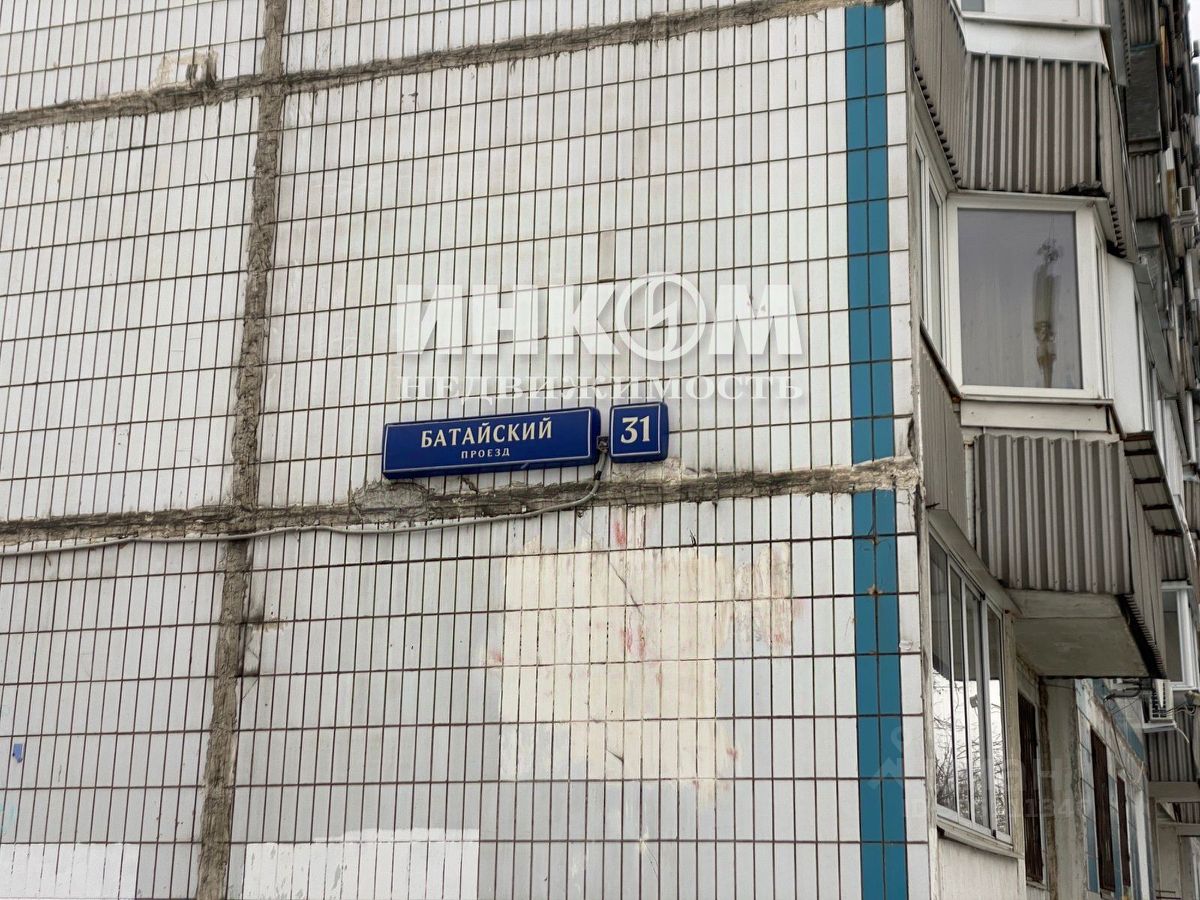 ИНКОМ
НЕДВИЖИМОСТЬ
БАТАЙСКИЙ
ПРОЕЗД
31